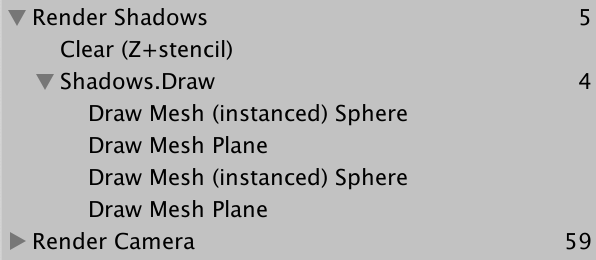 Render Shadows 5
Clear (Z+stencil)
Shadows.Draw 4
Draw Mesh (instanced) Sphere
Draw Mesh Plane
Draw Mesh (instanced) Sphere
Draw Mesh Plane
Render Camera 59